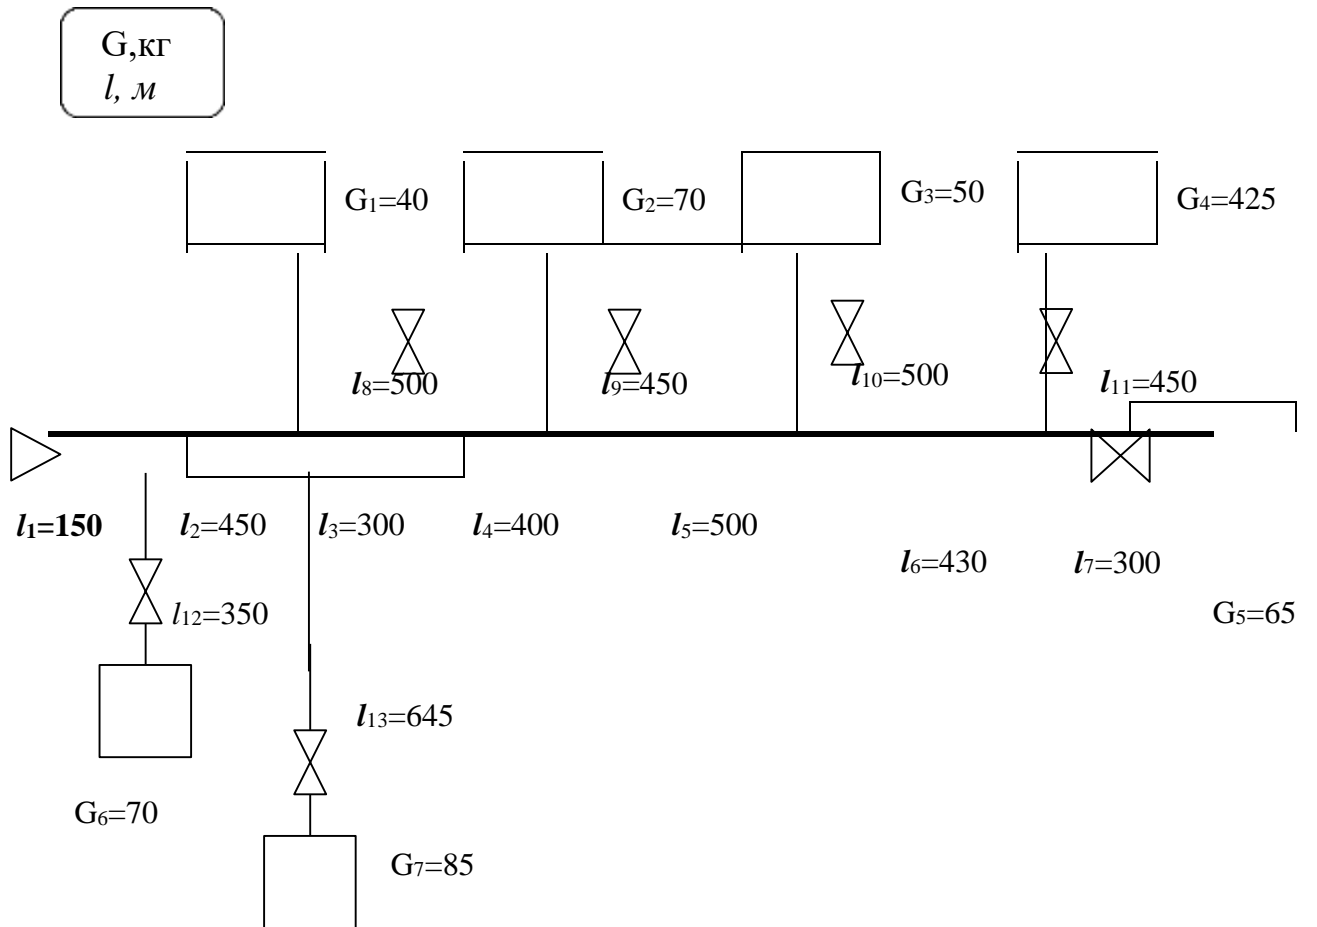 G,кг
l, м
G1=40
G2=70
G3=50
G4=425
l8=500
l9=450
l10=500
l11=450
l1=150
l2=450
l3=300
l4=400
l5=500
l6=430
l7=300
G5=65
l12=350
l13=645
G6=70
G7=85